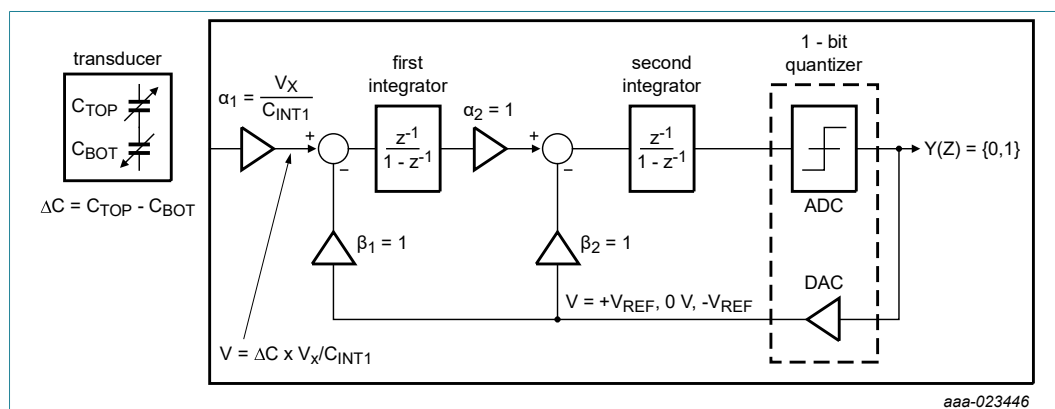 transducer
C_TOP
C_BOT
ΔC = C_TOP - C_BOT
α₁ = V_X / C_INT1
first
integrator
z⁻¹
1 - z⁻¹
α₂ = 1
second
integrator
z⁻¹
1 - z⁻¹
1 - bit
quantizer
ADC
Y(Z) = {0,1}
+
−
+
−
β₁ = 1
β₂ = 1
DAC
V = +V_REF, 0 V, -V_REF
V = ΔC x V_x/C_INT1
aaa-023446